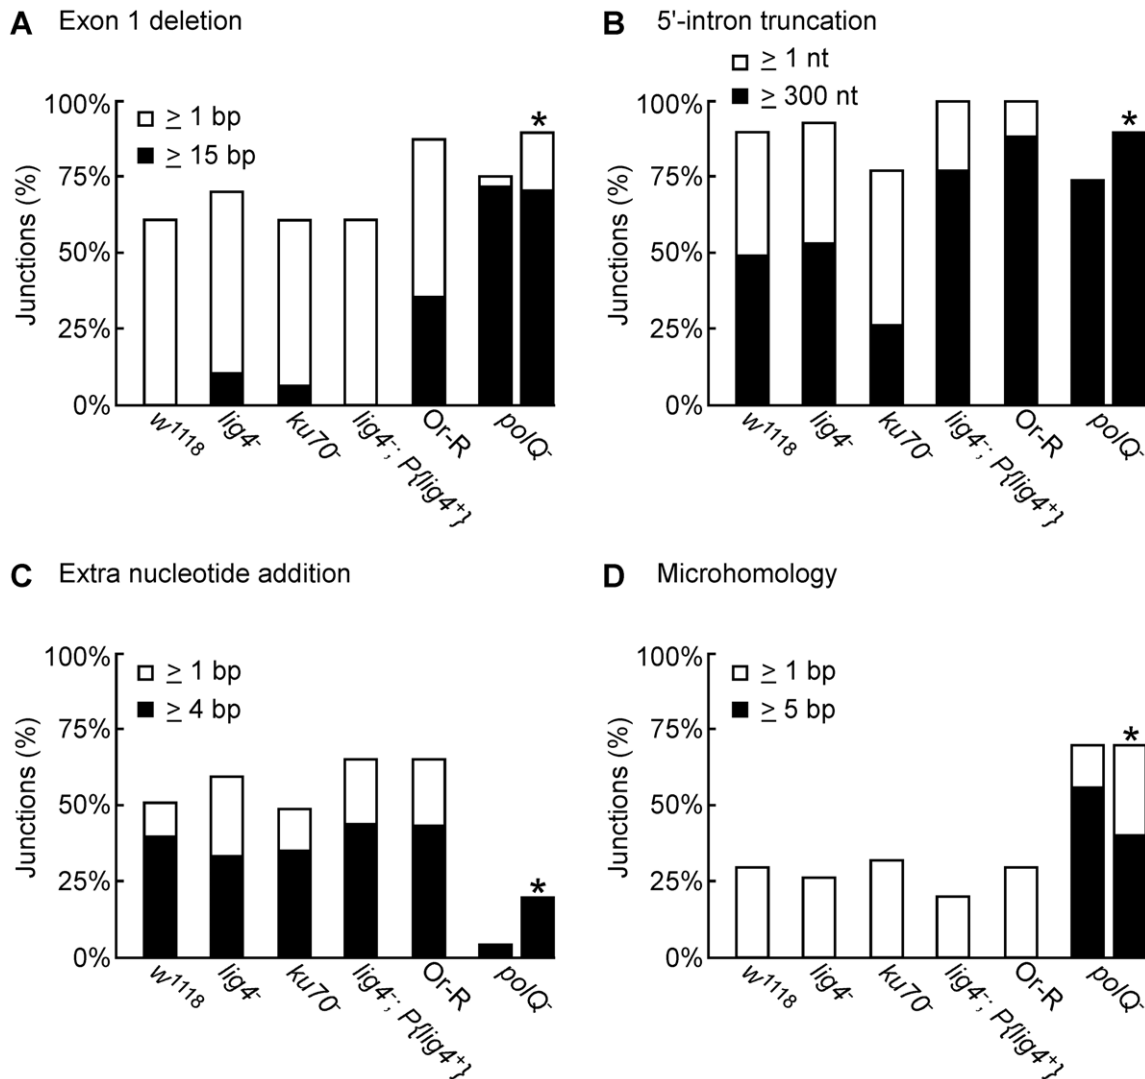 A Exon 1 deletion
≥ 1 bp
≥ 15 bp
Junctions (%)
100%
75%
50%
25%
0%
*
w1118
lig4-
ku70-
lig4-; P{lig4+}
Or-R
polQ-
B 5'-intron truncation
≥ 1 nt
≥ 300 nt
Junctions (%)
100%
75%
50%
25%
0%
*
w1118
lig4-
ku70-
lig4-; P{lig4+}
Or-R
polQ-
C Extra nucleotide addition
≥ 1 bp
≥ 4 bp
Junctions (%)
100%
75%
50%
25%
0%
*
w1118
lig4-
ku70-
lig4-; P{lig4+}
Or-R
polQ-
D Microhomology
≥ 1 bp
≥ 5 bp
Junctions (%)
100%
75%
50%
25%
0%
*
w1118
lig4-
ku70-
lig4-; P{lig4+}
Or-R
polQ-